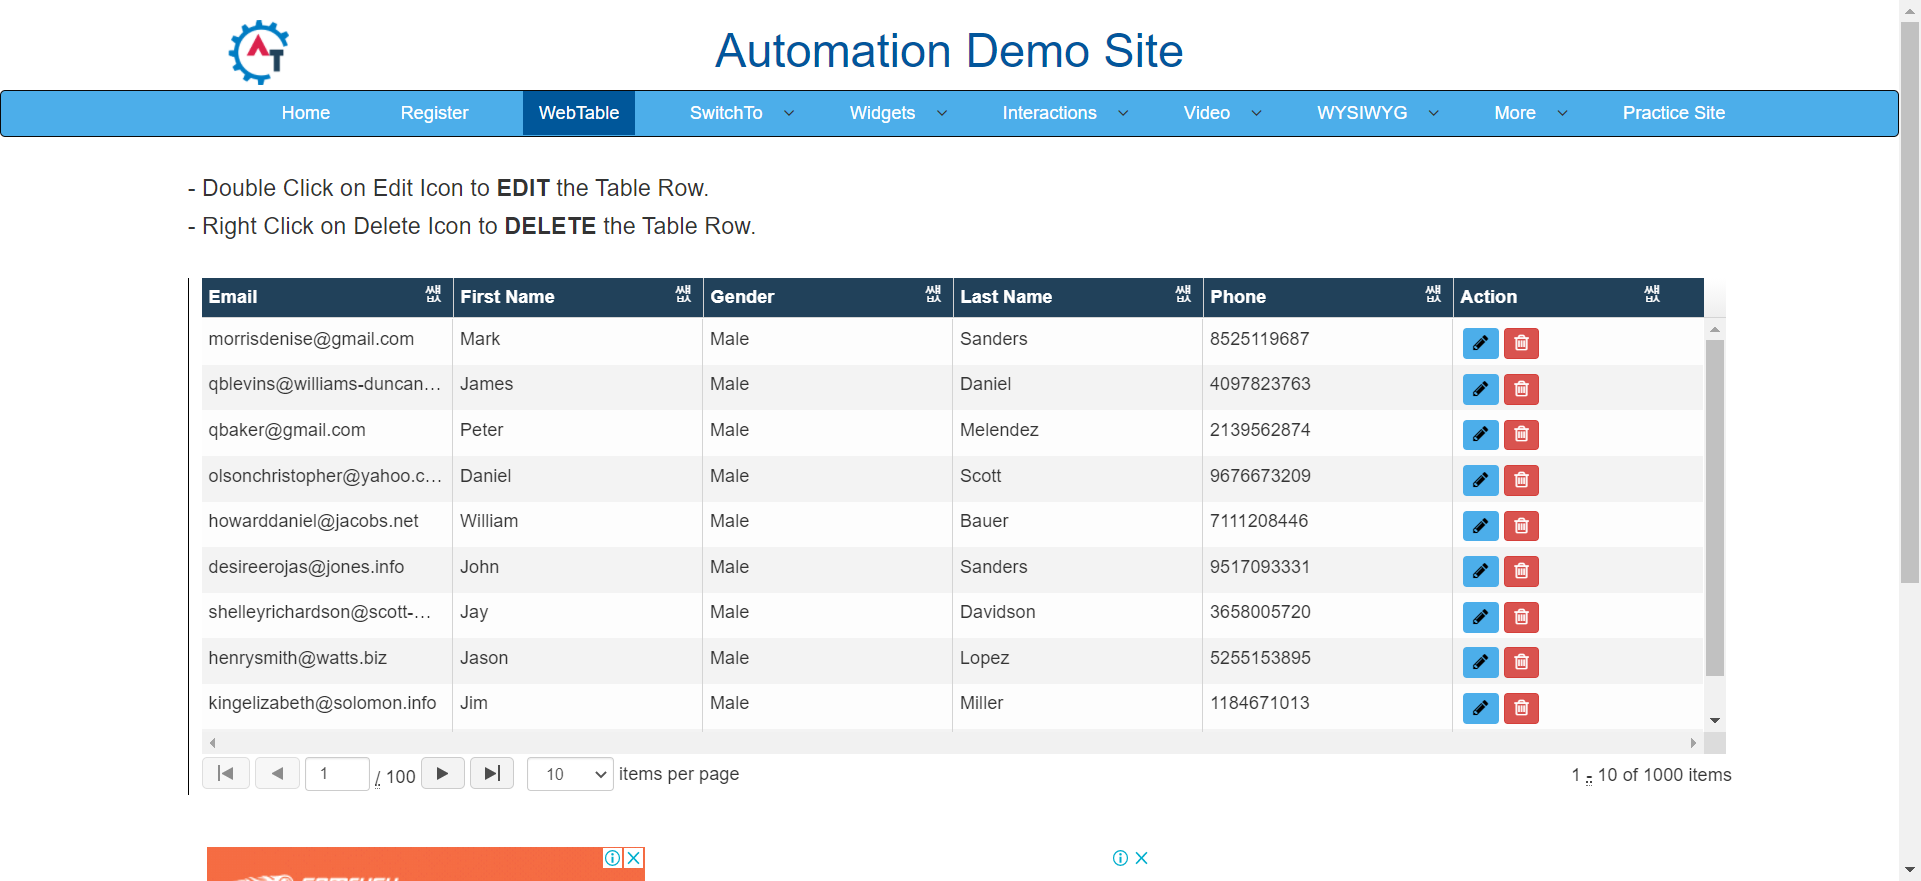 AT
Automation Demo Site
Home Register WebTable SwitchTo Widgets Interactions Video WYSIWYG More Practice Site
- Double Click on Edit Icon to EDIT the Table Row.
- Right Click on Delete Icon to DELETE the Table Row.
Email First Name Gender Last Name Phone Action
morrisdenise@gmail.com Mark Male Sanders 8525119687
qblevins@williams-duncan... James Male Daniel 4097823763
qbaker@gmail.com Peter Male Melendez 2139562874
olsonchristopher@yahoo.c... Daniel Male Scott 9676673209
howarddaniel@jacobs.net William Male Bauer 7111208446
desireerojas@jones.info John Male Sanders 9517093331
shelleyrichardson@scott-... Jay Male Davidson 3658005720
henrysmith@watts.biz Jason Male Lopez 5255153895
kingelizabeth@solomon.info Jim Male Miller 1184671013
1 / 100 10 items per page 1 - 10 of 1000 items